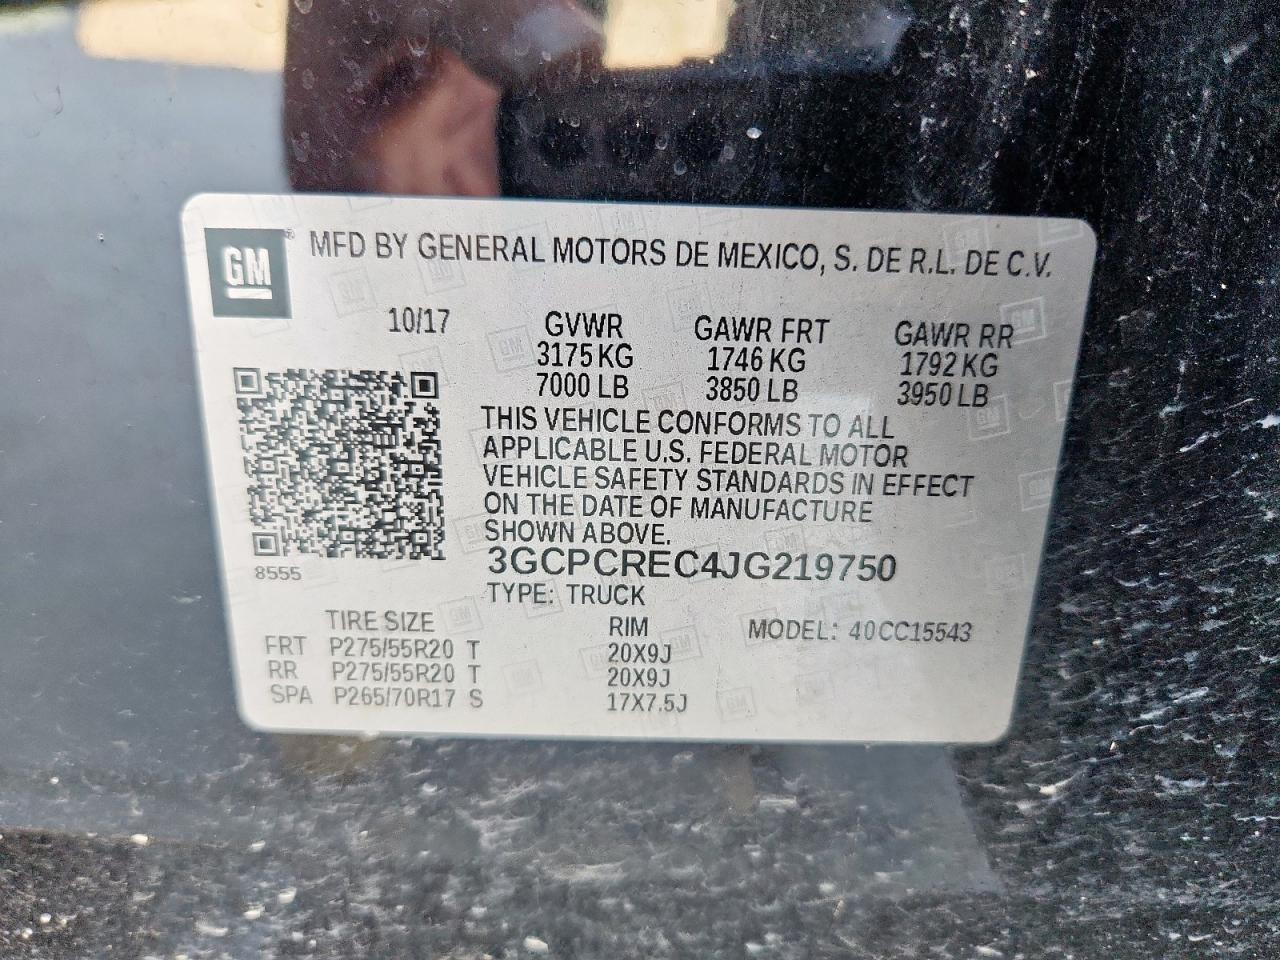 GM ® MFD BY GENERAL MOTORS DE MEXICO, S. DE R.L. DE C.V.
10/17 GVWR GAWR FRT GAWR RR
3175 KG 1746 KG 1792 KG
7000 LB 3850 LB 3950 LB
THIS VEHICLE CONFORMS TO ALL
APPLICABLE U.S. FEDERAL MOTOR
VEHICLE SAFETY STANDARDS IN EFFECT
ON THE DATE OF MANUFACTURE
SHOWN ABOVE.
3GCPCREC4JG219750
8555
TYPE: TRUCK
TIRE SIZE RIM MODEL: 40CC15543
FRT P275/55R20 T 20X9J
RR P275/55R20 T 20X9J
SPA P265/70R17 S 17X7.5J